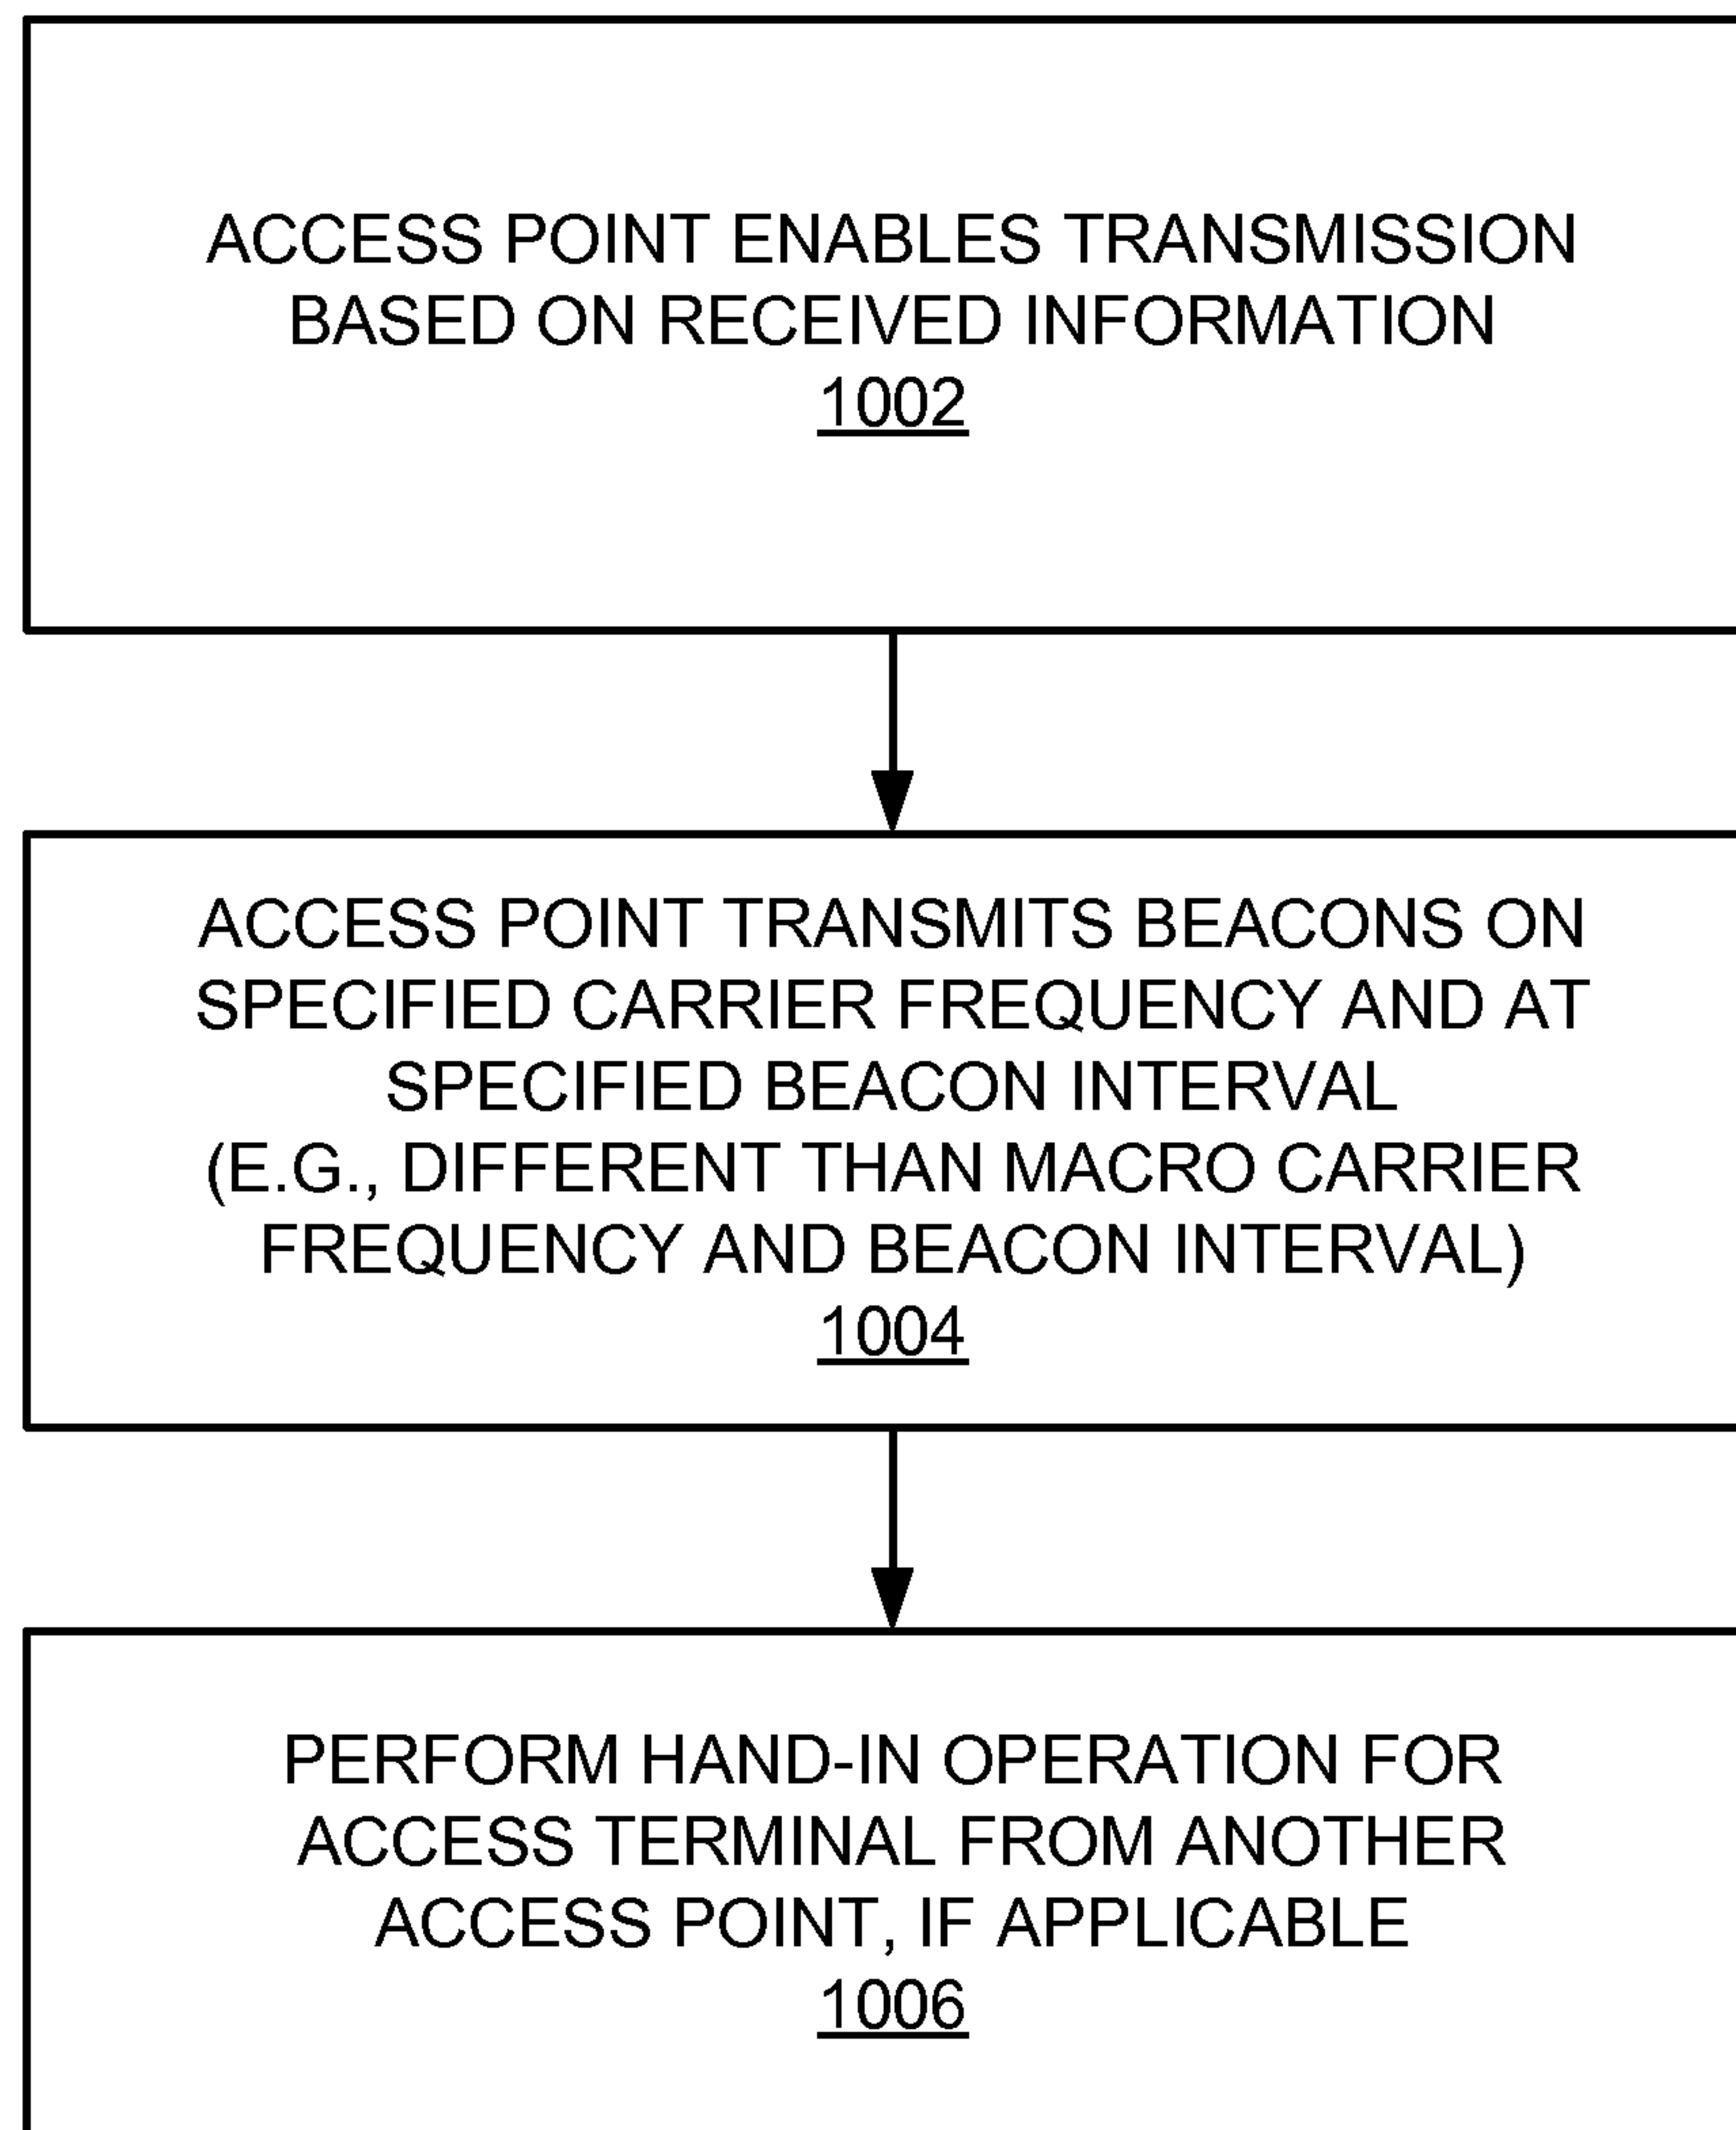 ACCESS POINT ENABLES TRANSMISSION
BASED ON RECEIVED INFORMATION
1002
ACCESS POINT TRANSMITS BEACONS ON
SPECIFIED CARRIER FREQUENCY AND AT
SPECIFIED BEACON INTERVAL
(E.G., DIFFERENT THAN MACRO CARRIER
FREQUENCY AND BEACON INTERVAL)
1004
PERFORM HAND-IN OPERATION FOR
ACCESS TERMINAL FROM ANOTHER
ACCESS POINT, IF APPLICABLE
1006